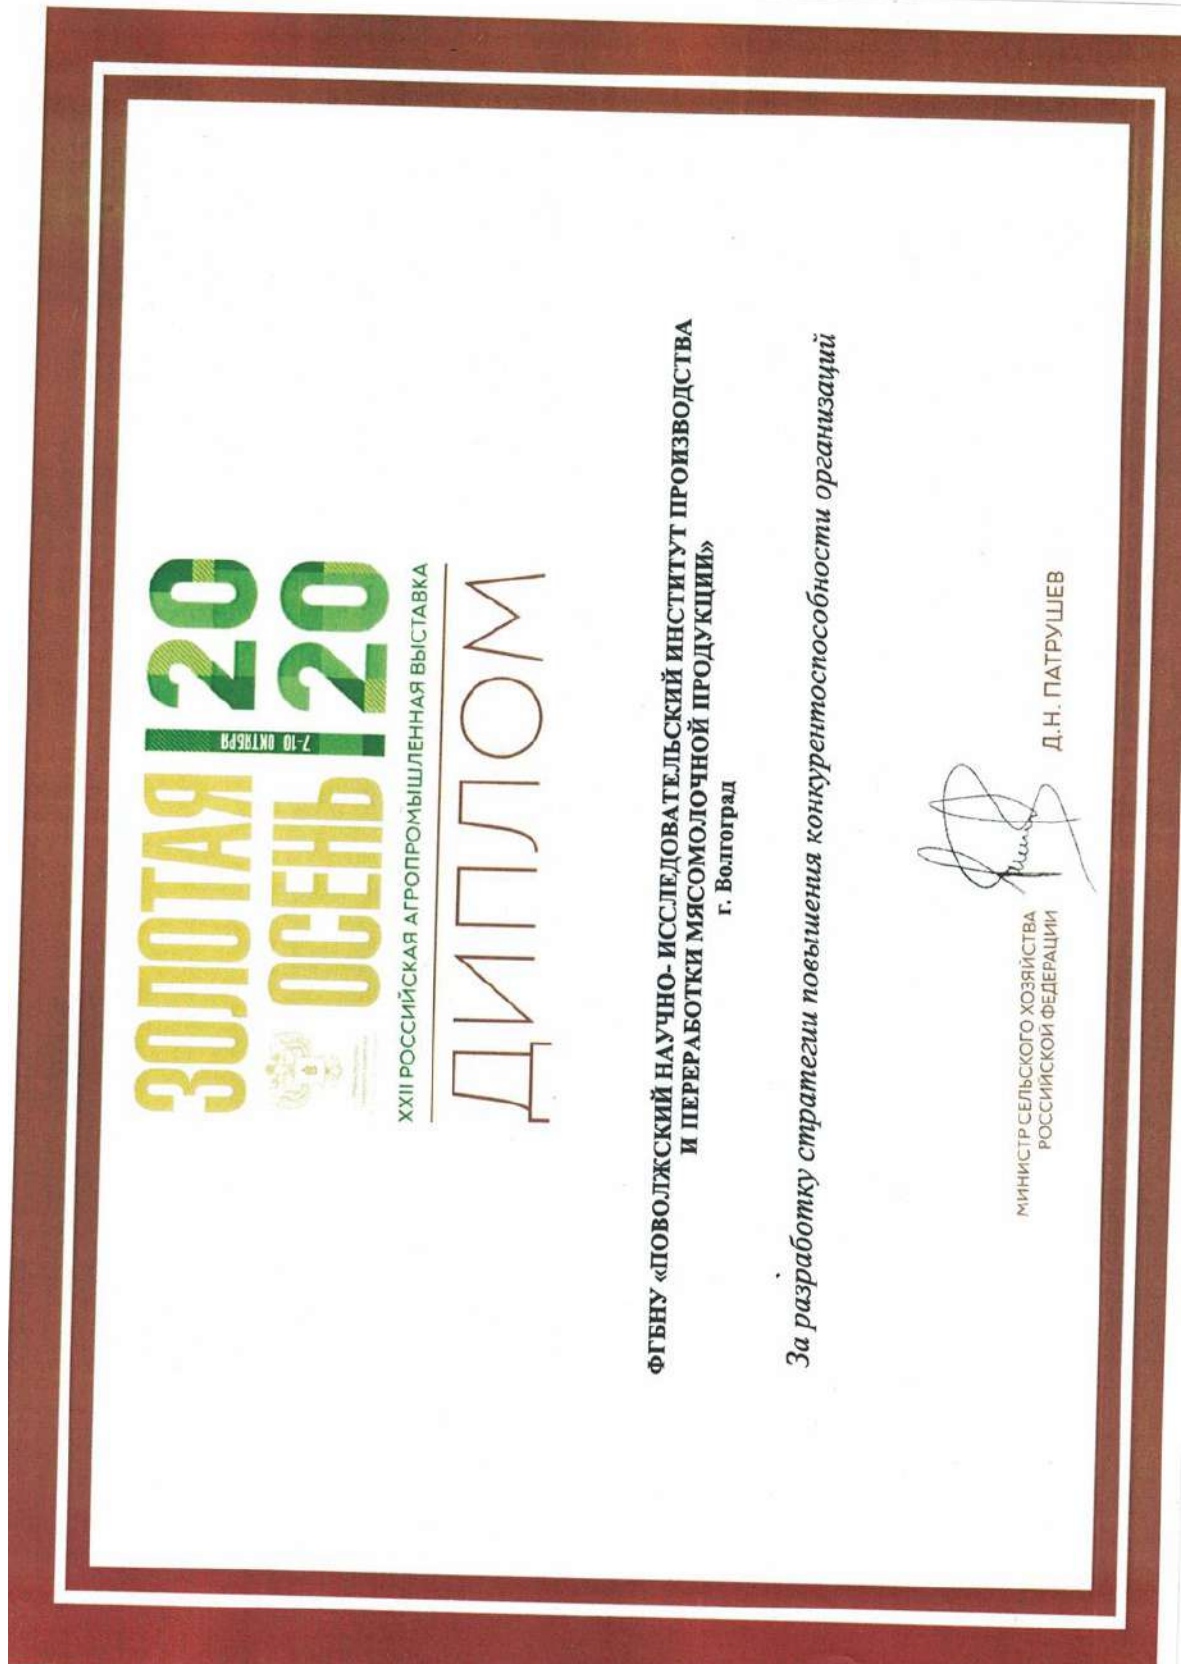 ЗОЛОТАЯ 20
7-10 ОКТЯБРЯ
ОСЕНЬ 20
XXII РОССИЙСКАЯ АГРОПРОМЫШЛЕННАЯ ВЫСТАВКА
ДИПЛОМ
ФГБНУ «ПОВОЛЖСКИЙ НАУЧНО- ИССЛЕДОВАТЕЛЬСКИЙ ИНСТИТУТ ПРОИЗВОДСТВА
И ПЕРЕРАБОТКИ МЯСОМОЛОЧНОЙ ПРОДУКЦИИ»
г. Волгоград
За разработку стратегии повышения конкурентоспособности организаций
МИНИСТР СЕЛЬСКОГО ХОЗЯЙСТВА
РОССИЙСКОЙ ФЕДЕРАЦИИ
Д.Н. ПАТРУШЕВ